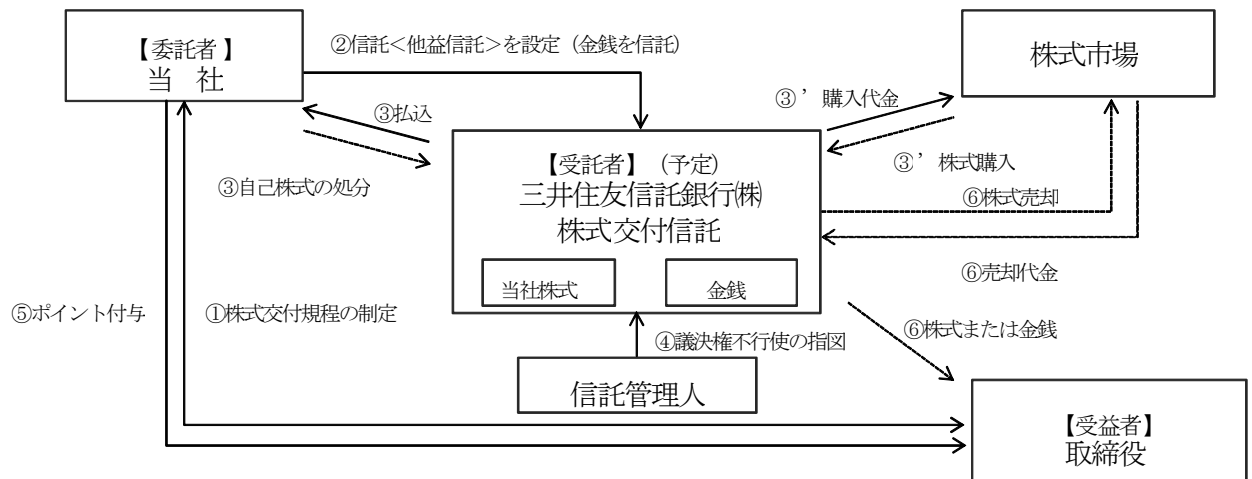 【委託者】
当 社
②信託<他益信託>を設定（金銭を信託）
株式市場
③払込
③’購入代金
③自己株式の処分
【受託者】（予定）
三井住友信託銀行㈱
株式交付信託
③’株式購入
⑥株式売却
当社株式
金銭
⑥売却代金
⑤ポイント付与
①株式交付規程の制定
④議決権不行使の指図
⑥株式または金銭
信託管理人
【受益者】
取締役